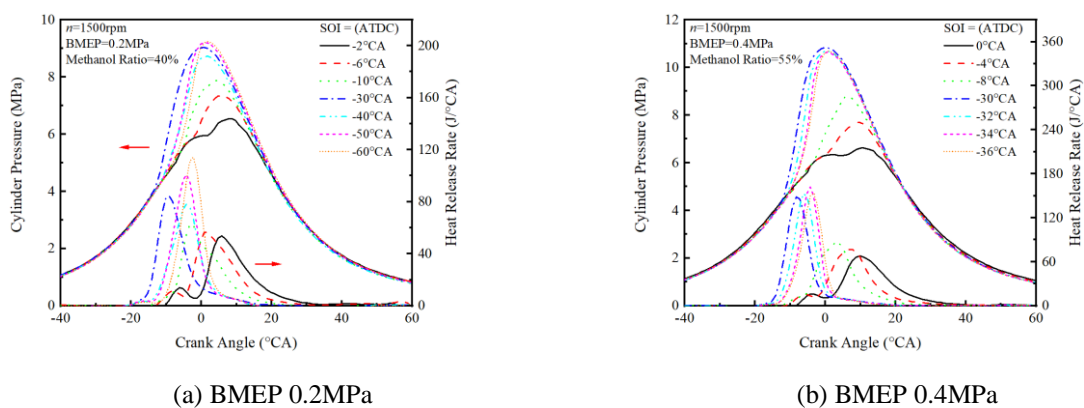 n=1500rpm
BMEP=0.2MPa
Methanol Ratio=40%
SOI = (ATDC)
-2°CA
-6°CA
-10°CA
-30°CA
-40°CA
-50°CA
-60°CA
Cylinder Pressure (MPa)
10
8
6
4
2
0
Heat Release Rate (J/°CA)
200
160
120
80
40
0
-40
-20
0
20
40
60
Crank Angle (°CA)
(a) BMEP 0.2MPa
n=1500rpm
BMEP=0.4MPa
Methanol Ratio=55%
SOI = (ATDC)
0°CA
-4°CA
-8°CA
-30°CA
-32°CA
-34°CA
-36°CA
Cylinder Pressure (MPa)
12
10
8
6
4
2
0
Heat Release Rate (J/°CA)
360
300
240
180
120
60
0
-40
-20
0
20
40
60
Crank Angle (°CA)
(b) BMEP 0.4MPa